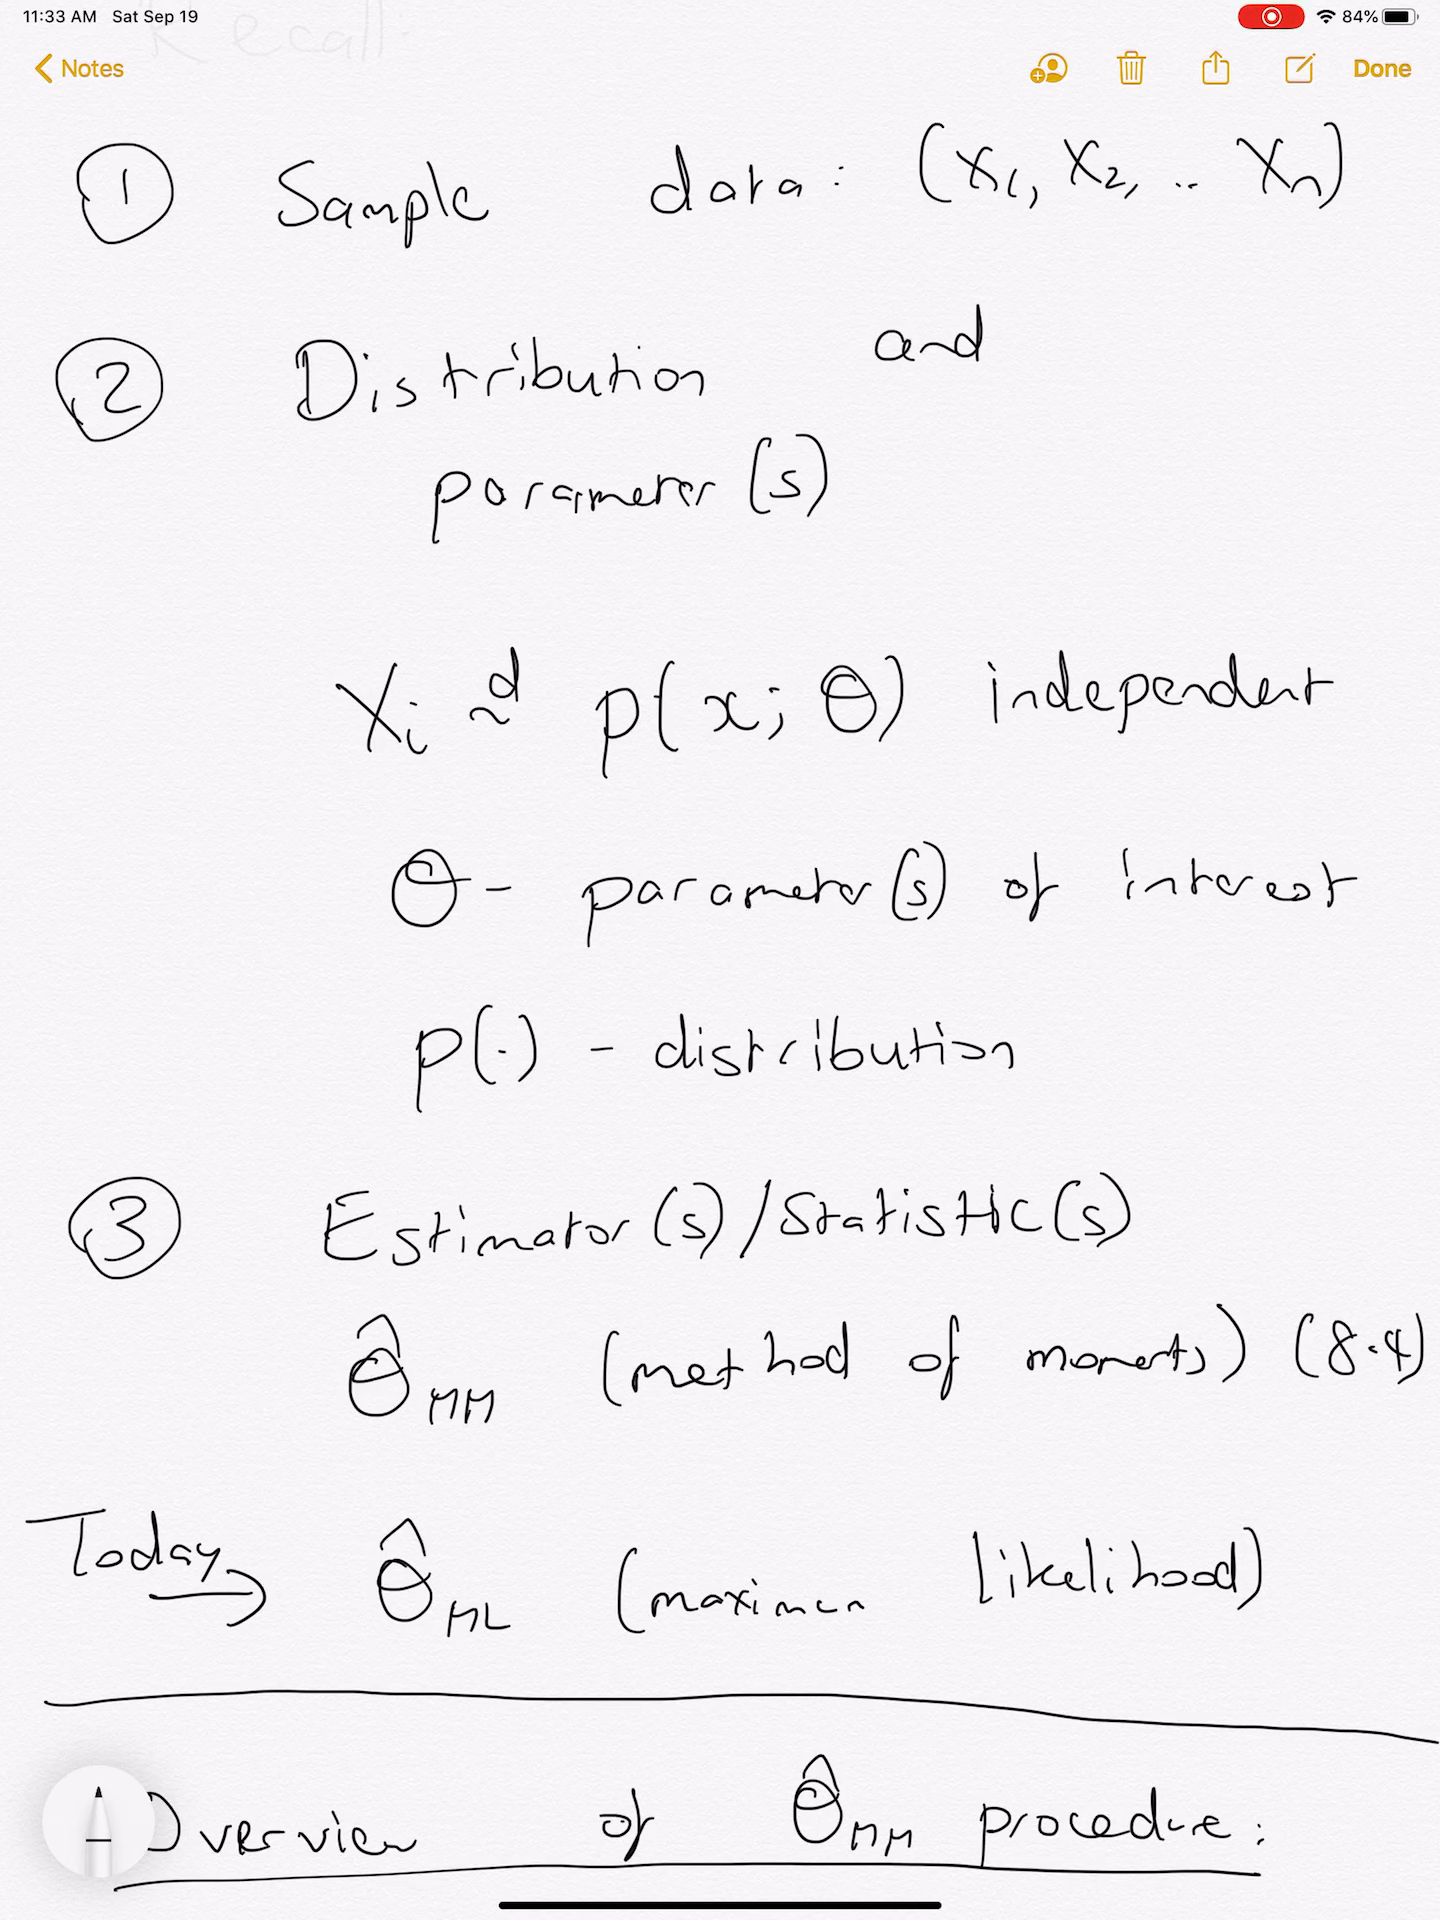 11:33 AM Sat Sep 19 84%
Recall:
Notes Done
① Sample data: (X₁, X₂, .. Xₙ)
② Distribution and
parameter(s)
Xᵢ ~ᵈ p(x; θ) independent
θ - parameter(s) of interest
p(·) - distribution
③ Estimator(s)/Statistic(s)
θ̂ MM (method of moments) (8.4)
Today → θ̂ ML (maximum likelihood)
Overview of θ̂ MM procedure: